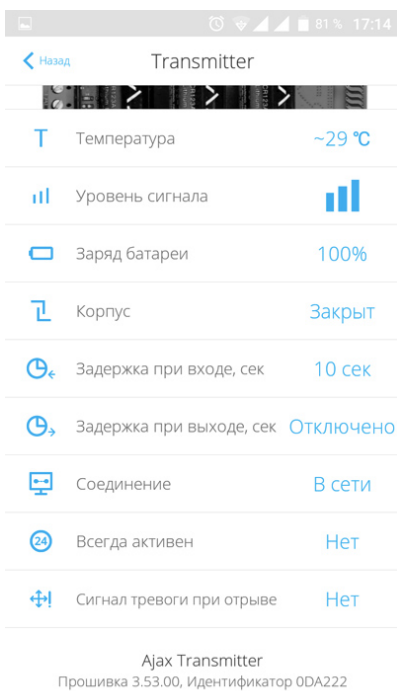 81 % 17:14
Назад Transmitter
Температура ~29 ℃
Уровень сигнала
Заряд батареи 100%
Корпус Закрыт
Задержка при входе, сек 10 сек
Задержка при выходе, сек Отключено
Соединение В сети
24 Всегда активен Нет
Сигнал тревоги при отрыве Нет
Ajax Transmitter
Прошивка 3.53.00, Идентификатор 0DA222